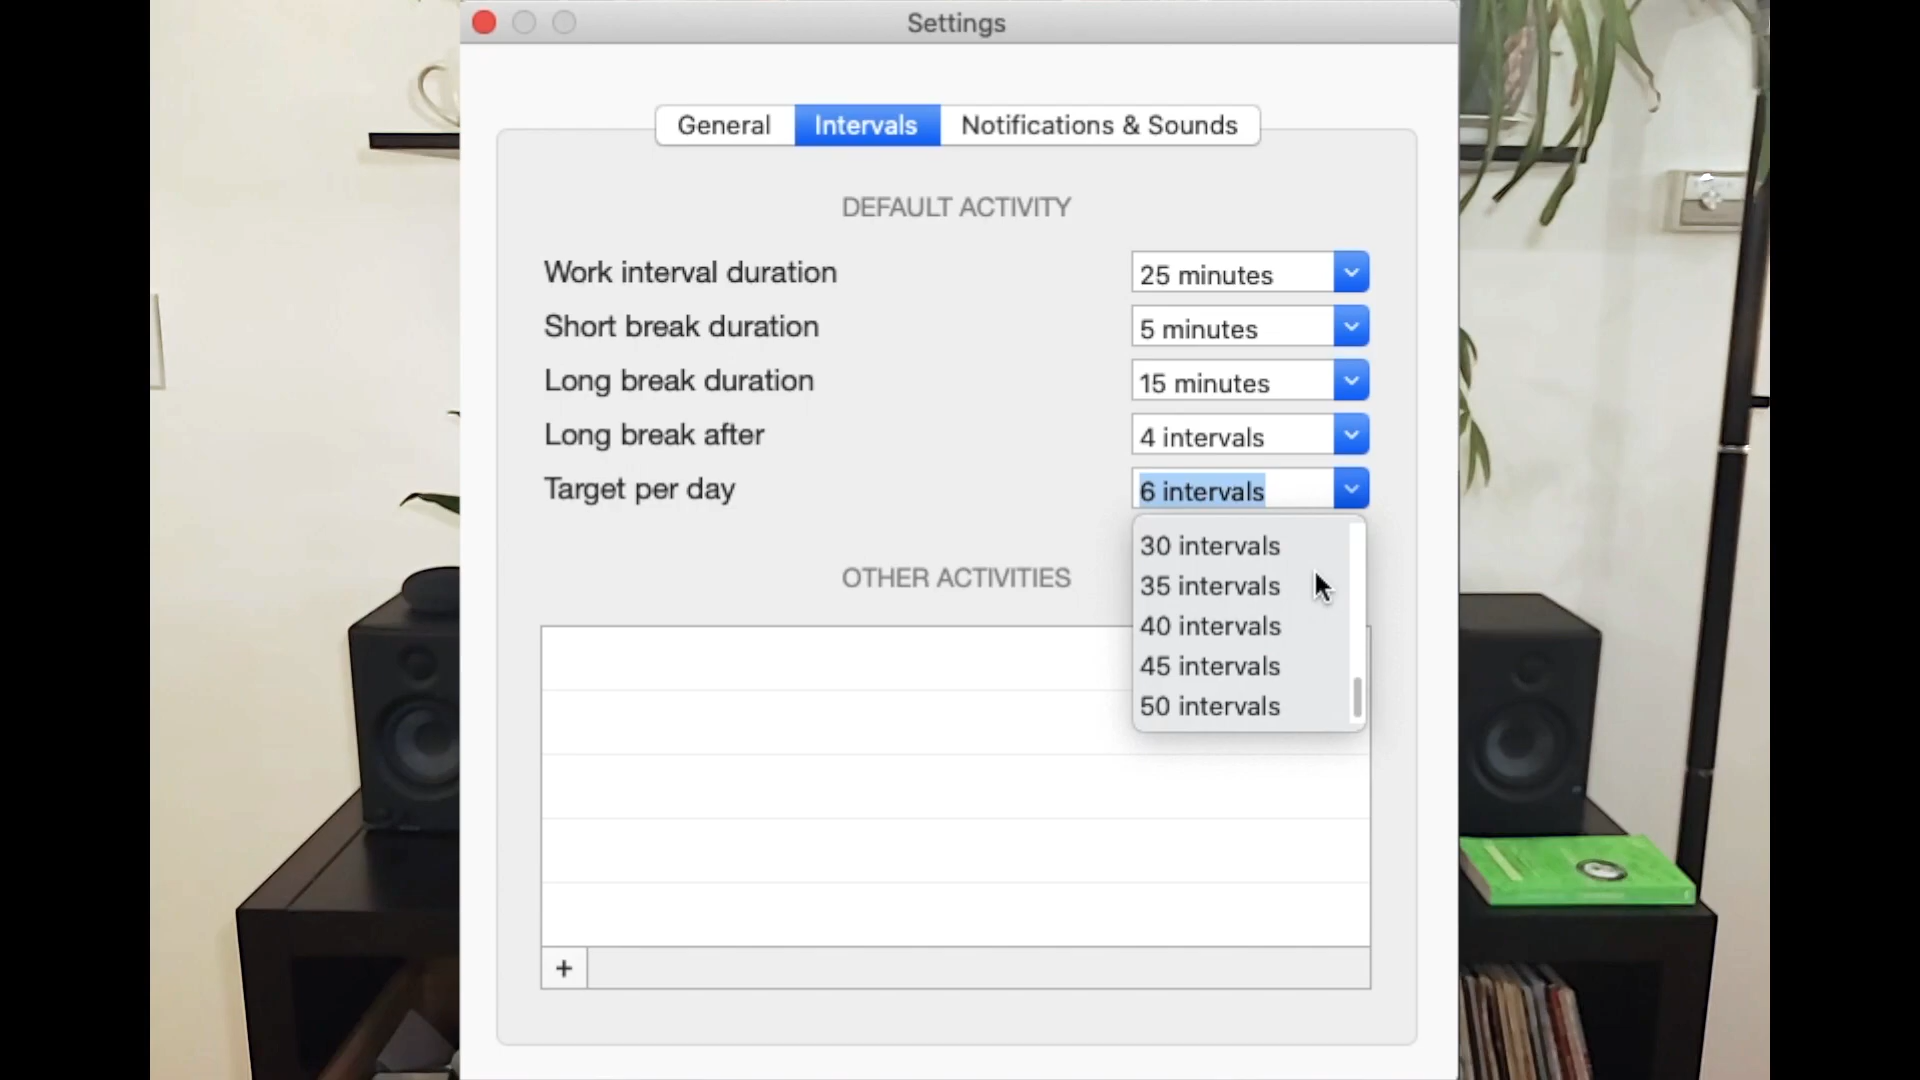 Settings
General Intervals Notifications & Sounds
DEFAULT ACTIVITY
Work interval duration 25 minutes
Short break duration 5 minutes
Long break duration 15 minutes
Long break after 4 intervals
Target per day 6 intervals
30 intervals
OTHER ACTIVITIES 35 intervals
40 intervals
45 intervals
50 intervals
+